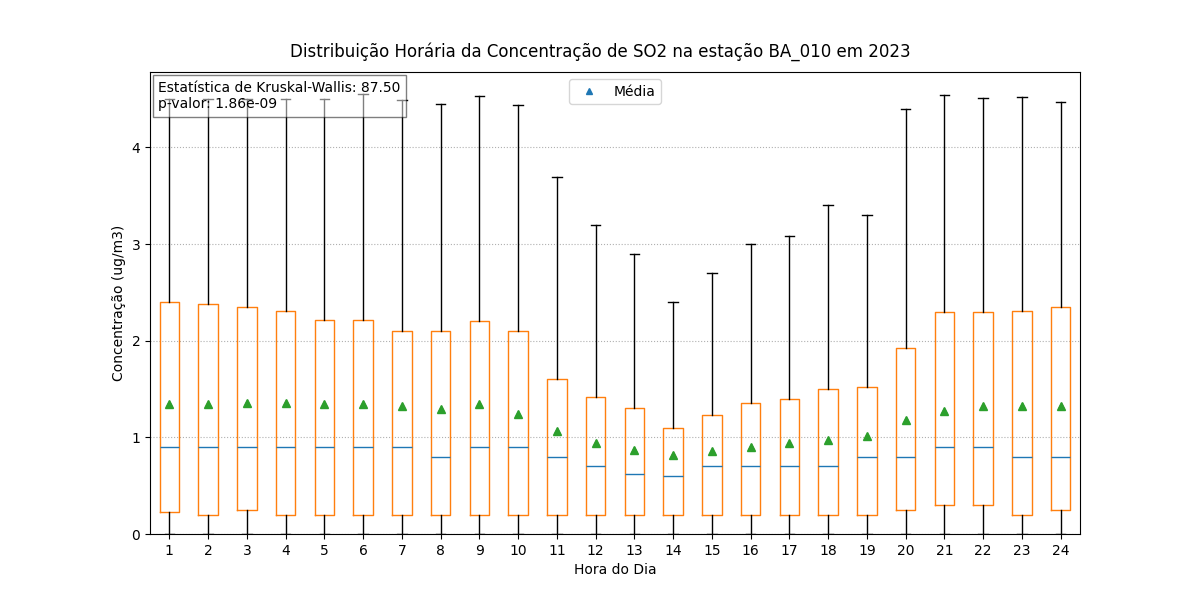 Distribuição Horária da Concentração de SO2 na estação BA_010 em 2023
Estatística de Kruskal-Wallis: 87.50
p-valor: 1.86e-09
Média
4
3
2
1
0
Concentração (ug/m3)
1 2 3 4 5 6 7 8 9 10 11 12 13 14 15 16 17 18 19 20 21 22 23 24
Hora do Dia